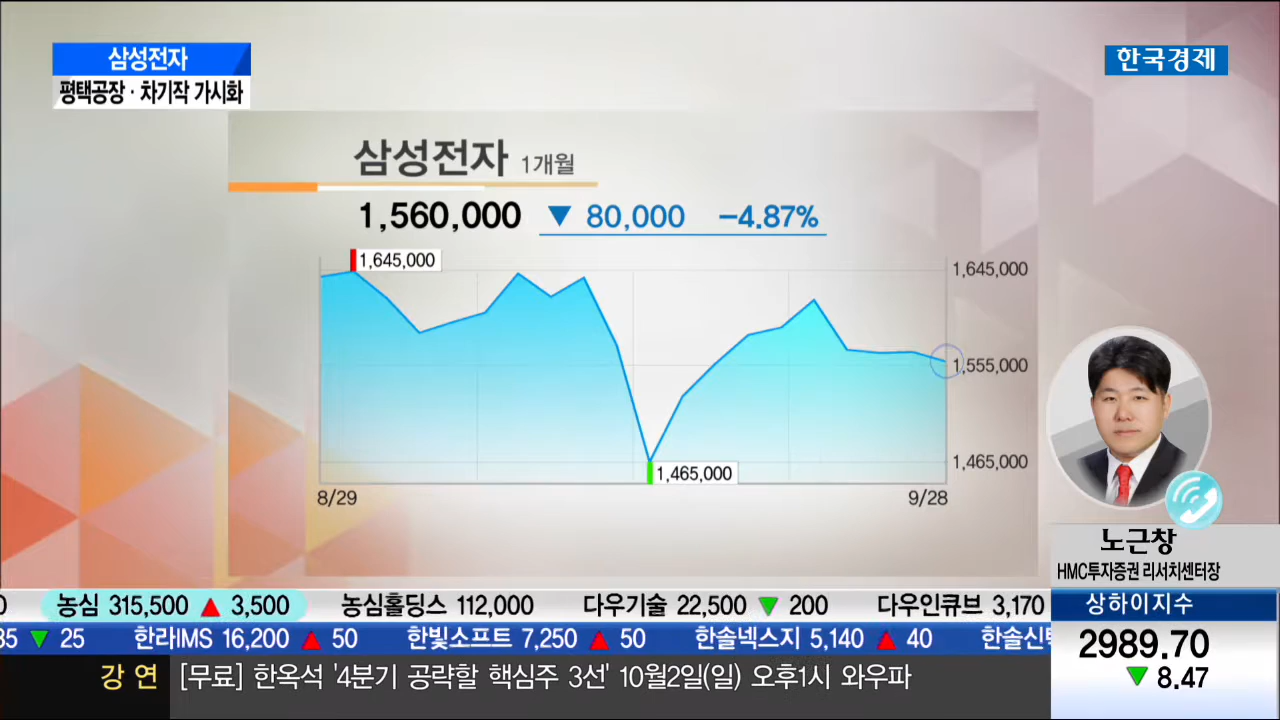 삼성전자
평택공장 · 차기작 가시화
한국경제
삼성전자 1개월
1,560,000 ▼ 80,000 -4.87%
1,645,000
1,645,000
1,555,000
1,465,000
1,465,000
8/29
9/28
노근창
HMC투자증권 리서치센터장
농심 315,500 ▲ 3,500 농심홀딩스 112,000 다우기술 22,500 ▼ 200 다우인큐브 3,170
▼ 25 한라IMS 16,200 ▲ 50 한빛소프트 7,250 ▲ 50 한솔넥스지 5,140 ▲ 40
강 연 [무료] 한옥석 '4분기 공략할 핵심주 3선' 10월2일(일) 오후1시 와우파
상하이지수
2989.70
▼ 8.47